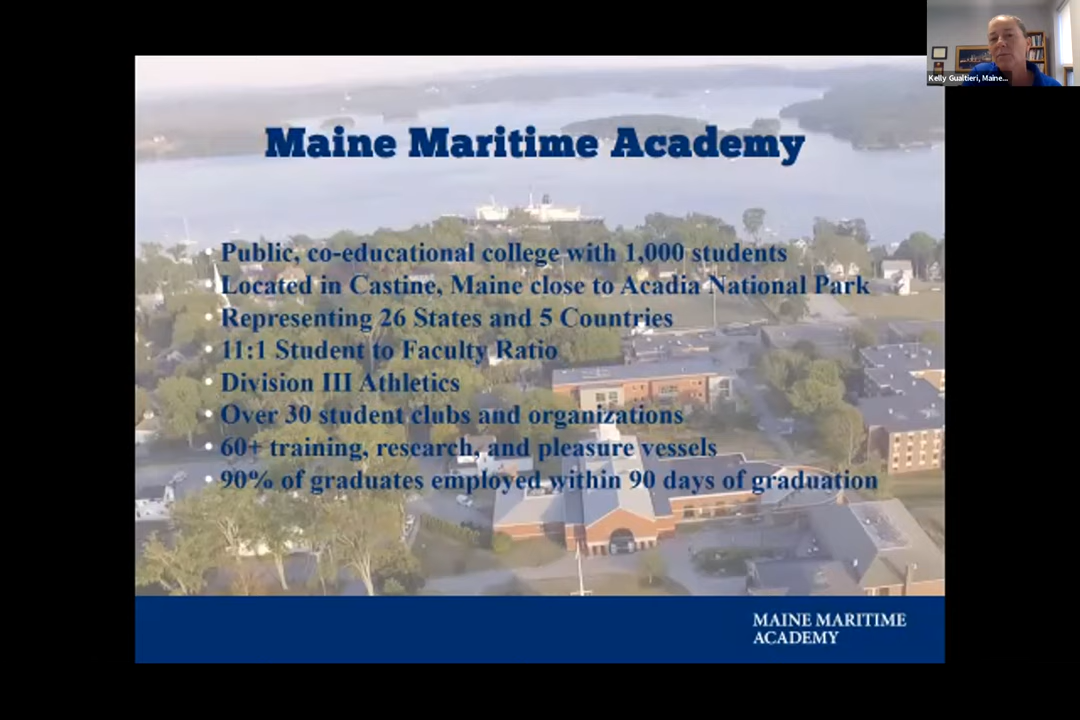 Kelly Gualtieri, Maine...
Maine Maritime Academy
• Public, co-educational college with 1,000 students
• Located in Castine, Maine close to Acadia National Park
• Representing 26 States and 5 Countries
• 11:1 Student to Faculty Ratio
• Division III Athletics
• Over 30 student clubs and organizations
• 60+ training, research, and pleasure vessels
• 90% of graduates employed within 90 days of graduation
MAINE MARITIME
ACADEMY